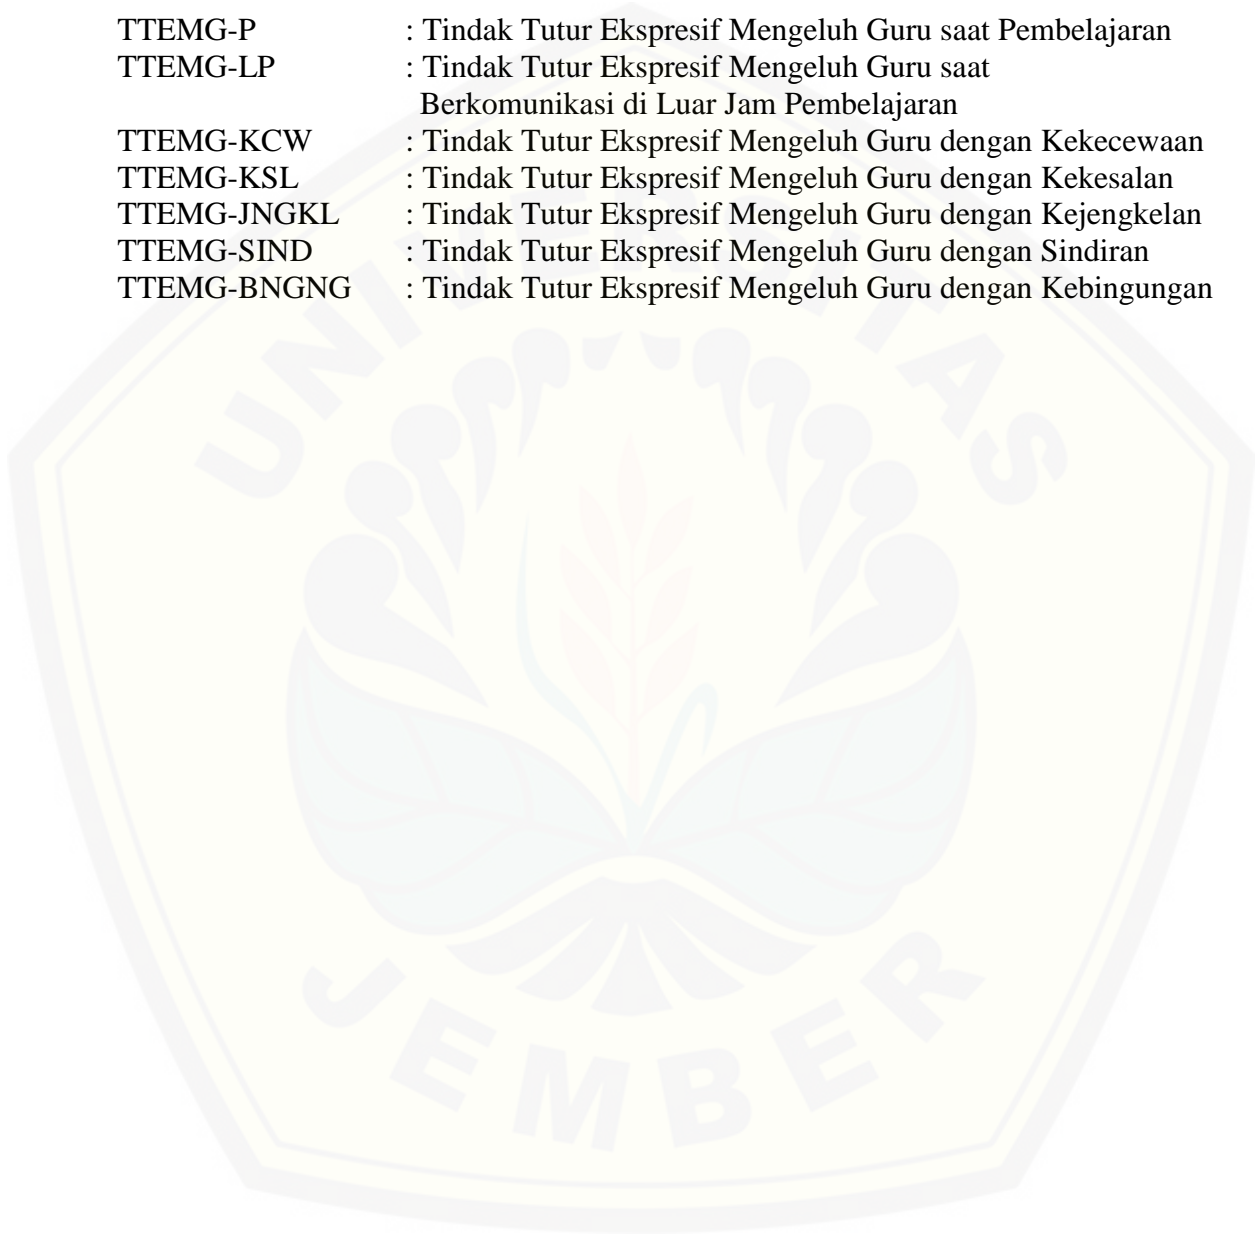 TTEMG-P : Tindak Tutur Ekspresif Mengeluh Guru saat Pembelajaran
TTEMG-LP : Tindak Tutur Ekspresif Mengeluh Guru saat
Berkomunikasi di Luar Jam Pembelajaran
TTEMG-KCW : Tindak Tutur Ekspresif Mengeluh Guru dengan Kekecewaan
TTEMG-KSL : Tindak Tutur Ekspresif Mengeluh Guru dengan Kekesalan
TTEMG-JNGKL : Tindak Tutur Ekspresif Mengeluh Guru dengan Kejengkelan
TTEMG-SIND : Tindak Tutur Ekspresif Mengeluh Guru dengan Sindiran
TTEMG-BNGNG : Tindak Tutur Ekspresif Mengeluh Guru dengan Kebingungan
UNIVERSITAS
JEMBER